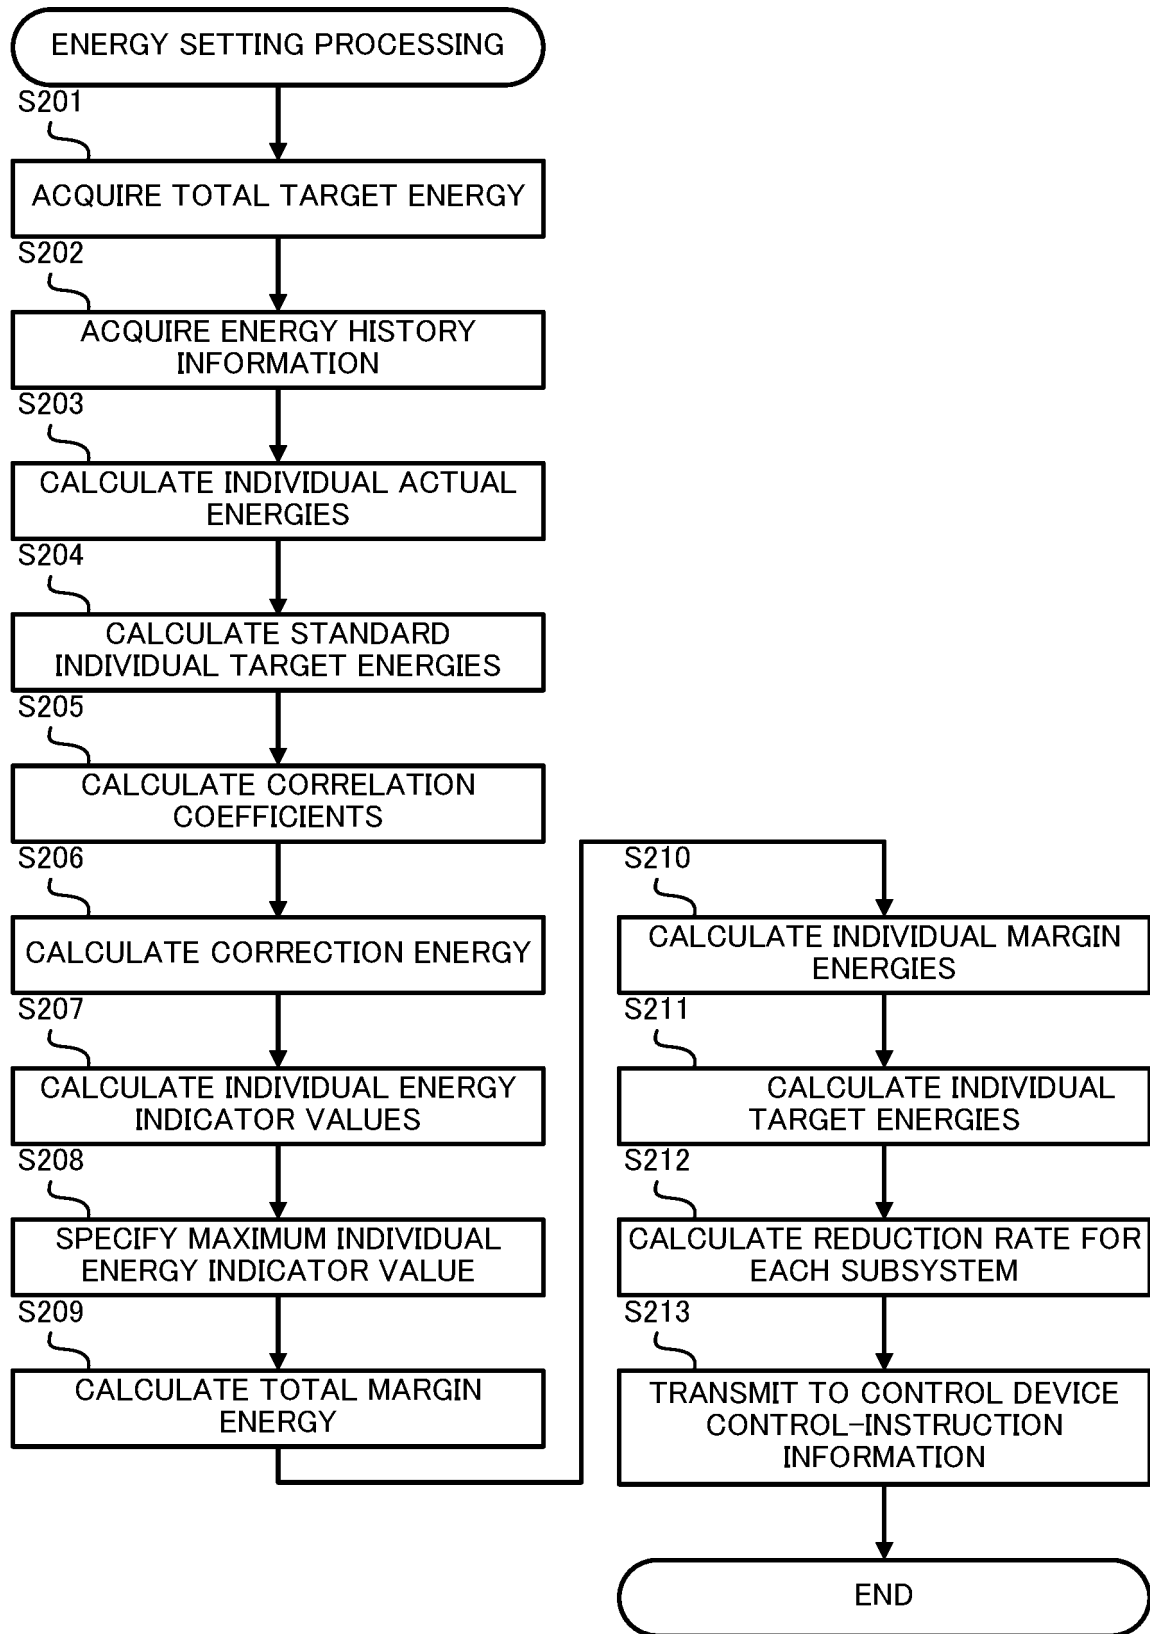 ENERGY SETTING PROCESSING
S201
ACQUIRE TOTAL TARGET ENERGY
S202
ACQUIRE ENERGY HISTORY
INFORMATION
S203
CALCULATE INDIVIDUAL ACTUAL
ENERGIES
S204
CALCULATE STANDARD
INDIVIDUAL TARGET ENERGIES
S205
CALCULATE CORRELATION
COEFFICIENTS
S206
CALCULATE CORRECTION ENERGY
S207
CALCULATE INDIVIDUAL ENERGY
INDICATOR VALUES
S208
SPECIFY MAXIMUM INDIVIDUAL
ENERGY INDICATOR VALUE
S209
CALCULATE TOTAL MARGIN
ENERGY
S210
CALCULATE INDIVIDUAL MARGIN
ENERGIES
S211
CALCULATE INDIVIDUAL
TARGET ENERGIES
S212
CALCULATE REDUCTION RATE FOR
EACH SUBSYSTEM
S213
TRANSMIT TO CONTROL DEVICE
CONTROL-INSTRUCTION
INFORMATION
END